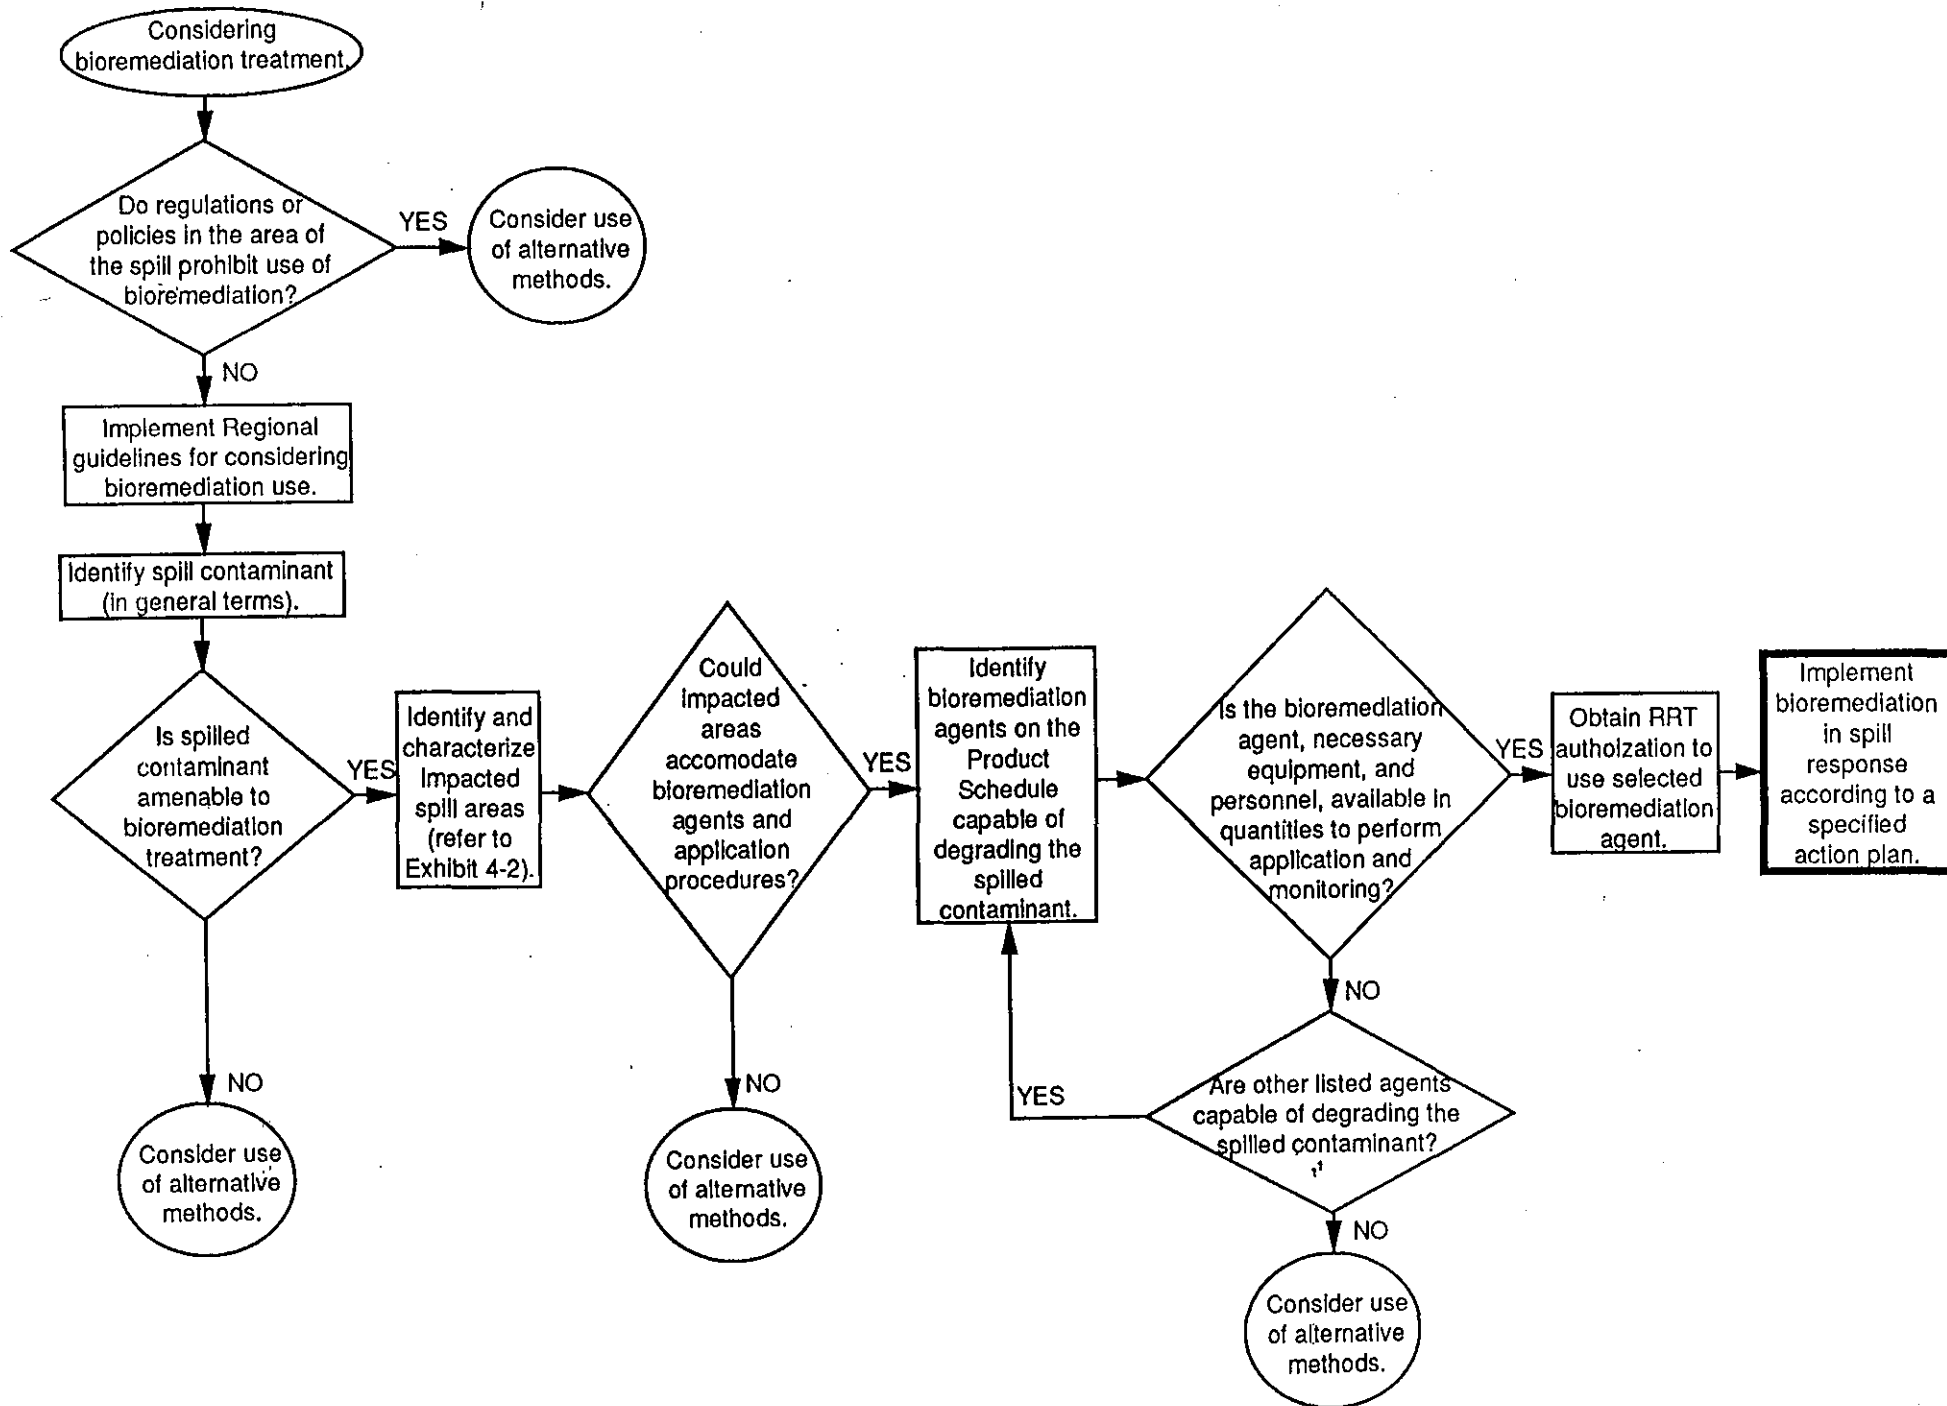 Considering
bioremediation treatment.
Do regulations or
policies in the area of
the spill prohibit use of
bioremediation?
YES
Consider use
of alternative
methods.
NO
Implement Regional
guidelines for considering
bioremediation use.
Identify spill contaminant
(in general terms).
Is spilled
contaminant
amenable to
bioremediation
treatment?
YES
Identify and
characterize
Impacted
spill areas
(refer to
Exhibit 4-2).
Could
impacted
areas
accomodate
bioremediation
agents and
application
procedures?
YES
Identify
bioremediation
agents on the
Product
Schedule
capable of
degrading the
spilled
contaminant.
Is the bioremediation
agent, necessary
equipment, and
personnel, available in
quantities to perform
application and
monitoring?
YES
Obtain RRT
authoization to
use selected
bioremediation
agent.
Implement
bioremediation
in spill
response
according to a
specified
action plan.
NO
Consider use
of alternative
methods.
NO
Consider use
of alternative
methods.
NO
Are other listed agents
capable of degrading the
spilled contaminant?
YES
NO
Consider use
of alternative
methods.